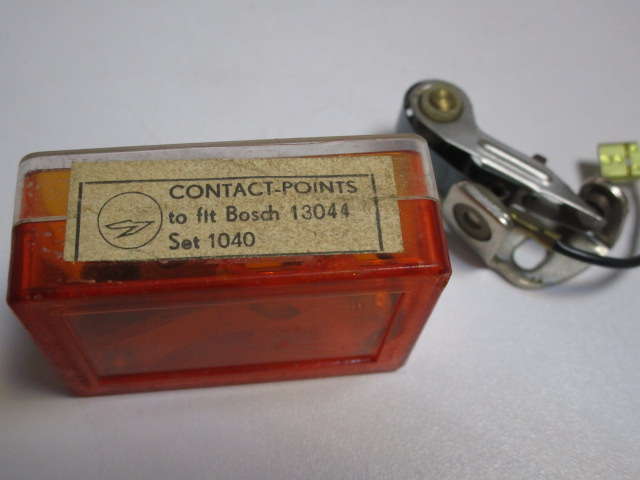 CONTACT-POINTS
to fit Bosch 13044
Set 1040